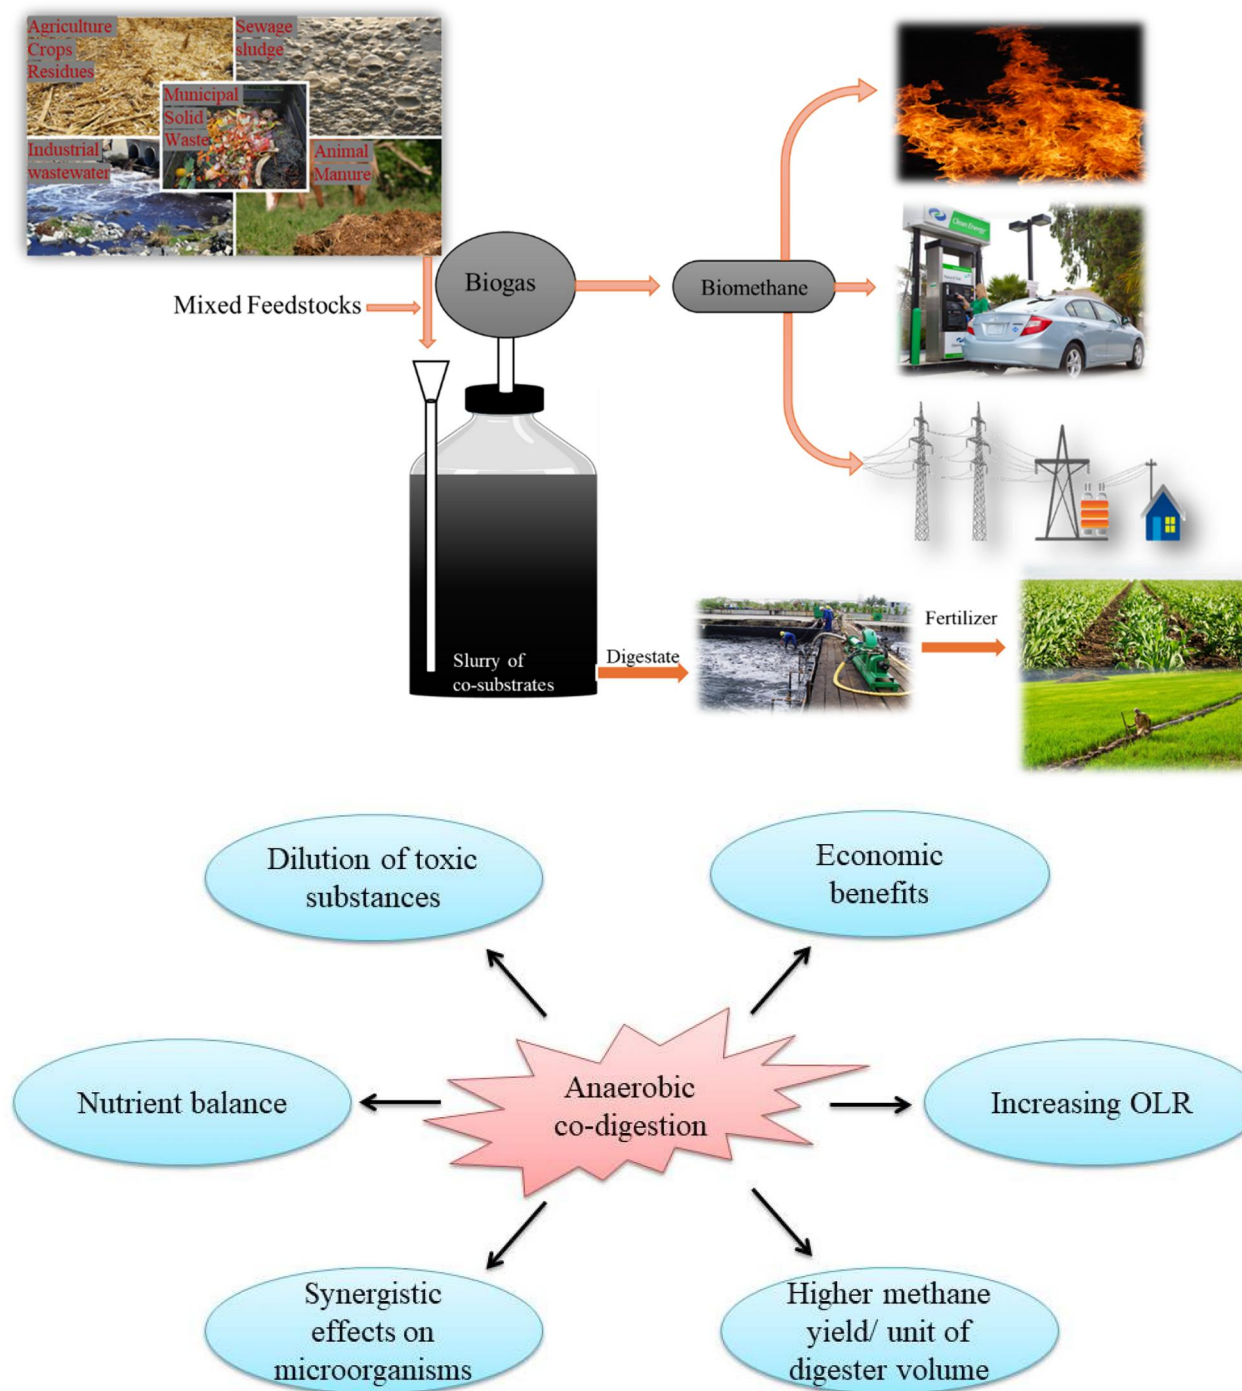 Agriculture
Crops
Residues
Sewage
sludge
Municipal
Solid
Waste
Industrial
wastewater
Animal
Manure
Mixed Feedstocks
Biogas
Biomethane
Clean Energy
Slurry of
co-substrates
Digestate
Fertilizer
Dilution of toxic
substances
Economic
benefits
Nutrient balance
Anaerobic
co-digestion
Increasing OLR
Synergistic
effects on
microorganisms
Higher methane
yield/ unit of
digester volume